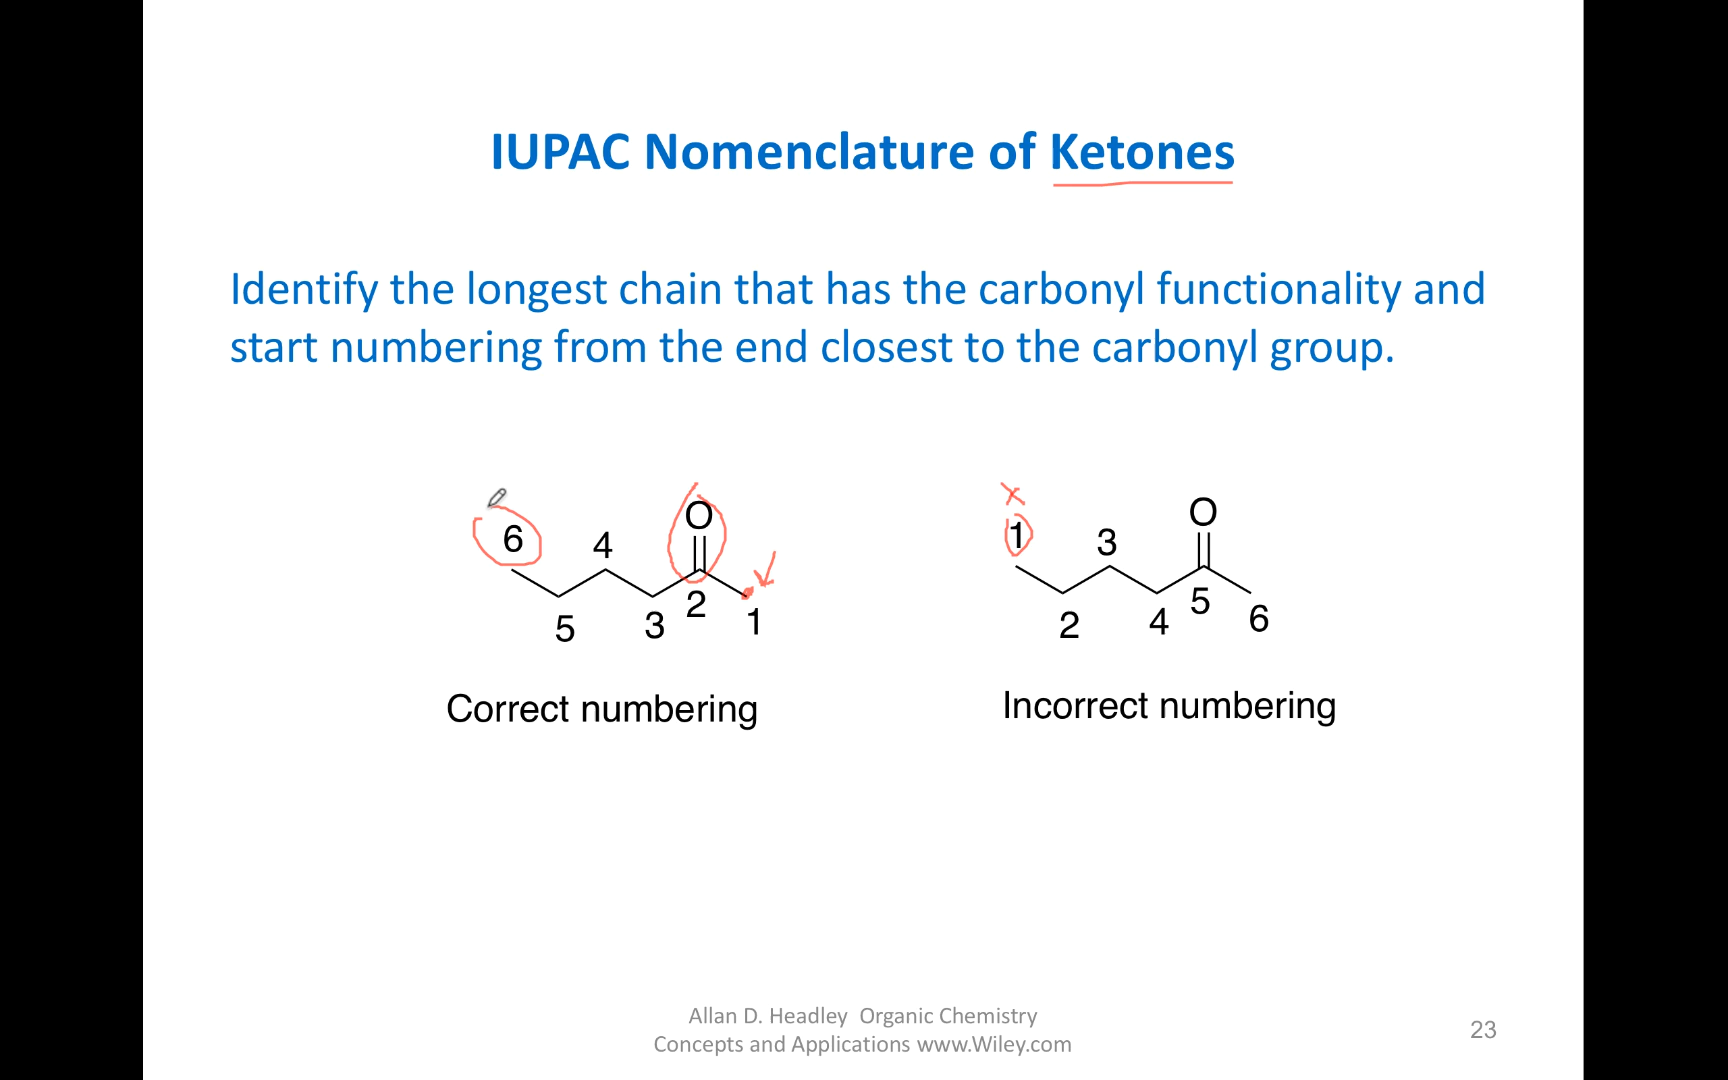 IUPAC Nomenclature of Ketones
Identify the longest chain that has the carbonyl functionality and
start numbering from the end closest to the carbonyl group.
O
6 4
2
5 3 1
Correct numbering
O
1 3
5
2 4 6
Incorrect numbering
Allan D. Headley Organic Chemistry
Concepts and Applications www.Wiley.com
23